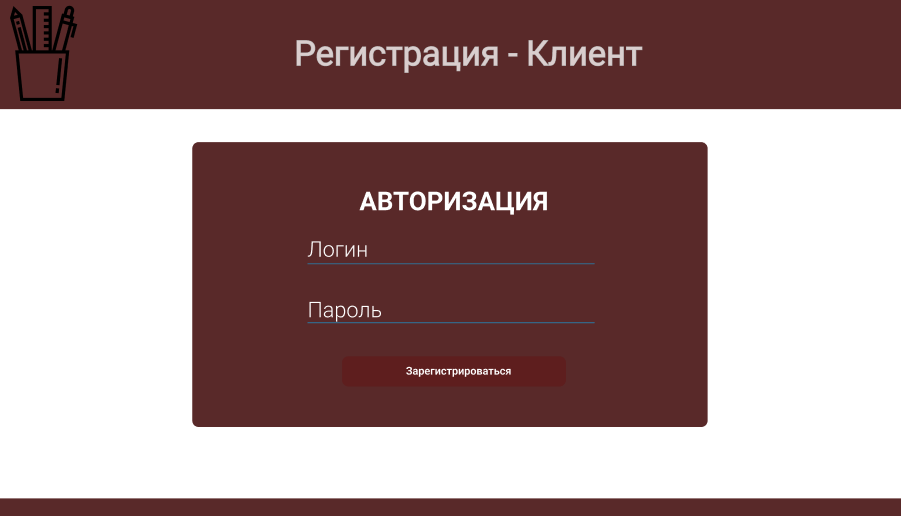 Регистрация - Клиент
АВТОРИЗАЦИЯ
Логин
Пароль
Зарегистрироваться